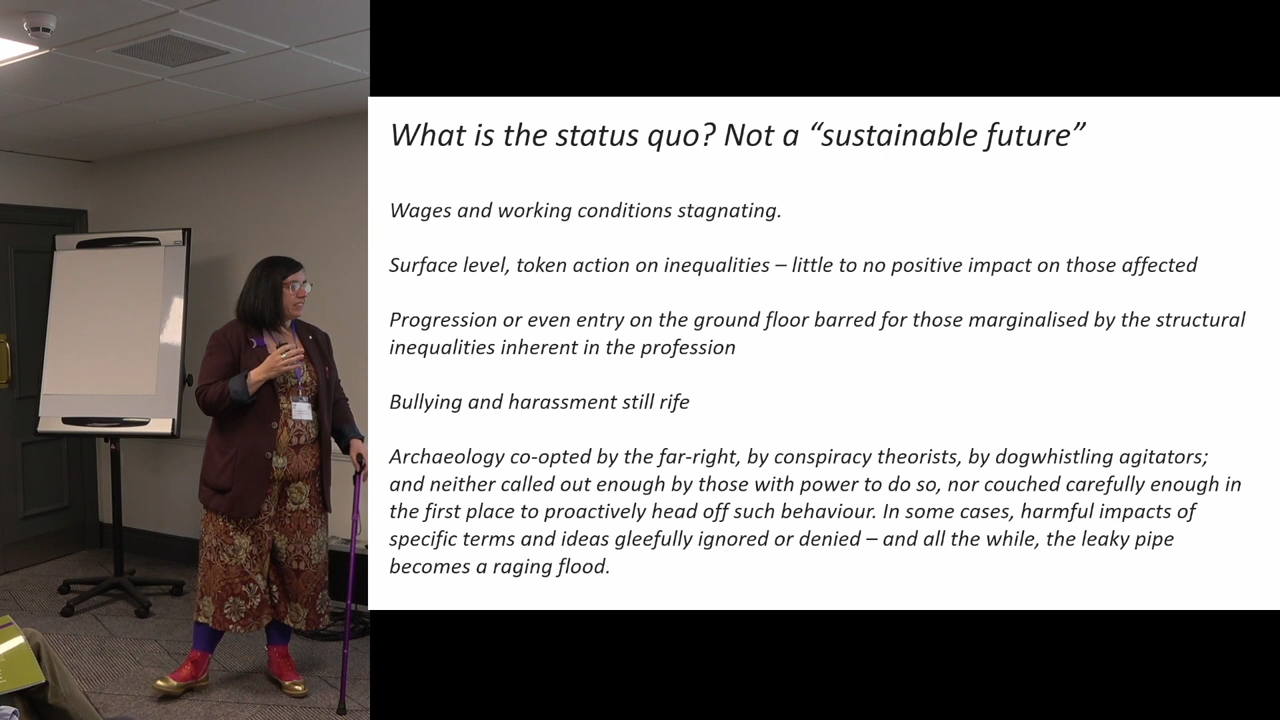 What is the status quo? Not a “sustainable future”
Wages and working conditions stagnating.
Surface level, token action on inequalities – little to no positive impact on those affected
Progression or even entry on the ground floor barred for those marginalised by the structural
inequalities inherent in the profession
Bullying and harassment still rife
Archaeology co-opted by the far-right, by conspiracy theorists, by dogwhistling agitators;
and neither called out enough by those with power to do so, nor couched carefully enough in
the first place to proactively head off such behaviour. In some cases, harmful impacts of
specific terms and ideas gleefully ignored or denied – and all the while, the leaky pipe
becomes a raging flood.